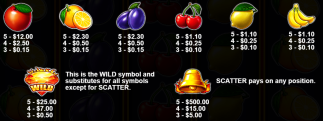 5 - $12.00
4 - $0.50
3 - $0.15
5 - $2.30
4 - $0.50
3 - $0.15
5 - $2.30
4 - $0.50
3 - $0.15
5 - $1.10
4 - $0.25
3 - $0.10
5 - $1.10
4 - $0.25
3 - $0.10
5 - $1.10
4 - $0.25
3 - $0.10
WILD
This is the WILD symbol and
substitutes for all symbols
except for SCATTER.
5 - $25.00
4 - $7.00
3 - $0.50
SCATTER pays on any position.
5 - $500.00
4 - $15.00
3 - $5.00